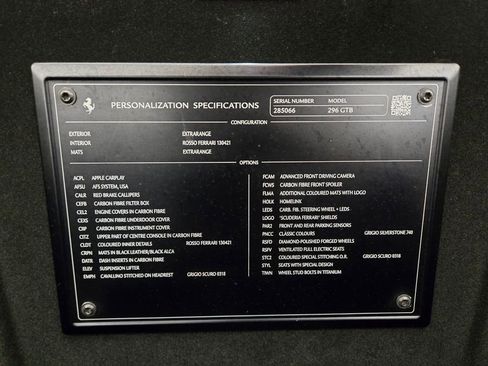 PERSONALIZATION SPECIFICATIONS
SERIAL NUMBER MODEL
285066 296 GTB
CONFIGURATION
EXTERIOR EXTRARANGE
INTERIOR ROSSO FERRARI 130421
MATS EXTRARANGE
OPTIONS
ACPL APPLE CARPLAY
AFSU AFS SYSTEM, USA
CALR RED BRAKE CALLIPERS
CEFB CARBON FIBRE FILTER BOX
CEL2 ENGINE COVERS IN CARBON FIBRE
CEXS CARBON FIBRE UNDERDOOR COVER
CIIP CARBON FIBRE INSTRUMENT COVER
CITZ UPPER PART OF CENTRE CONSOLE IN CARBON FIBRE
CLDT COLOURED INNER DETAILS ROSSO FERRARI 130421
CRPH MATS IN BLACK LEATHER/BLACK ALCA
DATR DASH INSERTS IN CARBON FIBRE
ELEV SUSPENSION LIFTER
EMPH CAVALLINO STITCHED ON HEADREST GRIGIO SCURO 0318
FCAM ADVANCED FRONT DRIVING CAMERA
FCWS CARBON FIBRE FRONT SPOILER
FLMA ADDITIONAL COLOURED MATS WITH LOGO
HOLK HOMELINK
LEDS CARB. FIB. STEERING WHEEL + LEDS
LOGO "SCUDERIA FERRARI" SHIELDS
PAR2 FRONT AND REAR PARKING SENSORS
PNCC CLASSIC COLOURS GRIGIO SILVERSTONE 740
RSFD DIAMOND-POLISHED FORGED WHEELS
RSFV VENTILATED FULL ELECTRIC SEATS
STC2 COLOURED SPECIAL STITCHING O.R. GRIGIO SCURO 0318
STYL SEATS WITH SPECIAL DESIGN
TIWN WHEEL STUD BOLTS IN TITANIUM